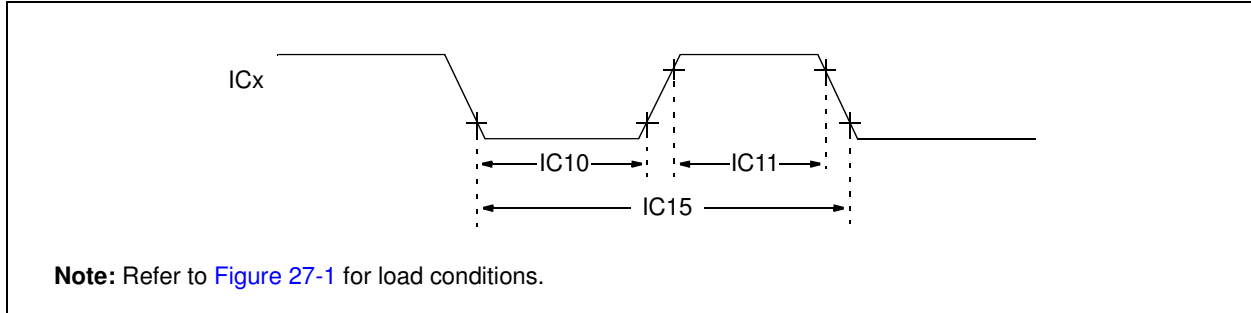 ICx
IC10
IC11
IC15
Note: Refer to Figure 27-1 for load conditions.